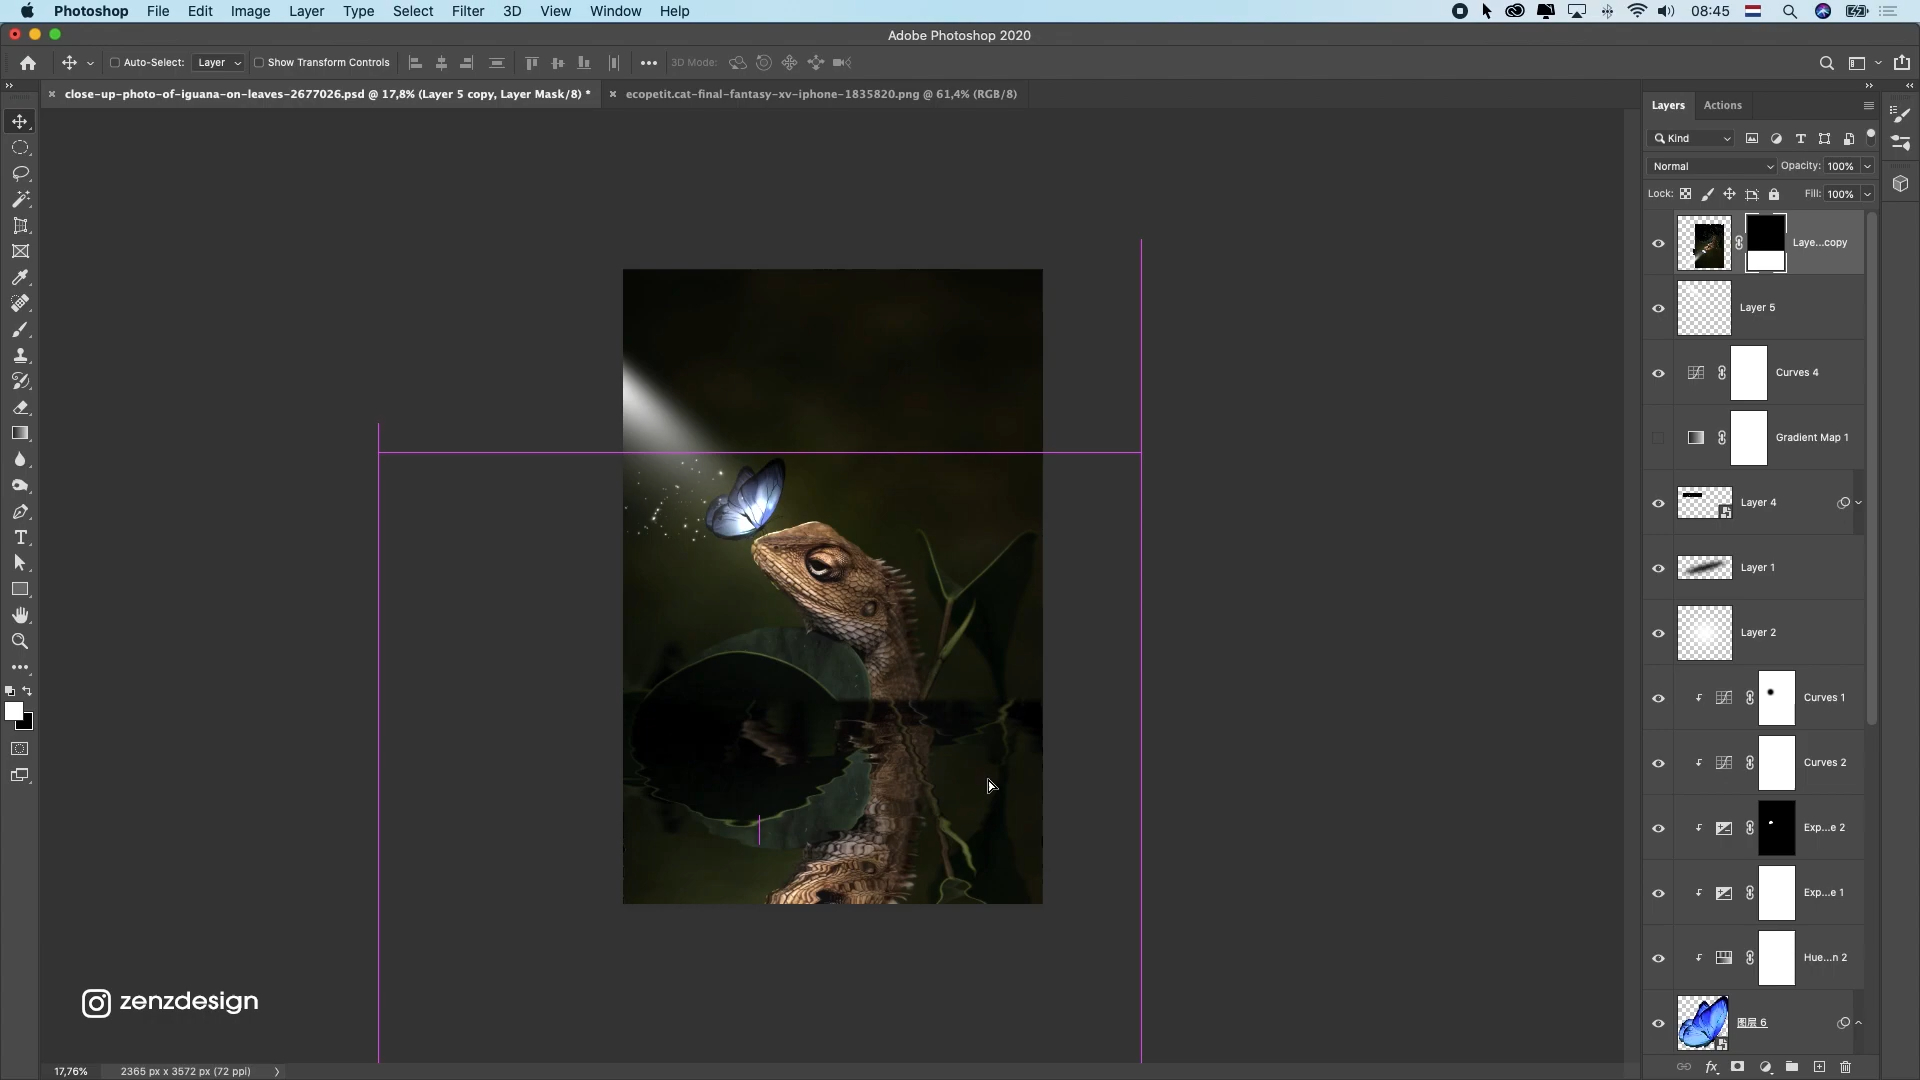 Photoshop File Edit Image Layer Type Select Filter 3D View Window Help 08:45
Adobe Photoshop 2020
Auto-Select: Layer Show Transform Controls 3D Mode:
close-up-photo-of-iguana-on-leaves-2677026.psd @ 17,8% (Layer 5 copy, Layer Mask/8) *
ecopetit.cat-final-fantasy-xv-iphone-1835820.png @ 61,4% (RGB/8)
Layers Actions
Kind
Normal Opacity: 100%
Lock: Fill: 100%
Laye...copy
Layer 5
Curves 4
Gradient Map 1
Layer 4
Layer 1
Layer 2
Curves 1
Curves 2
Exp...e 2
Exp...e 1
Hue...n 2
图层 6
fx
zenzdesign
17,76% 2365 px x 3572 px (72 ppi)